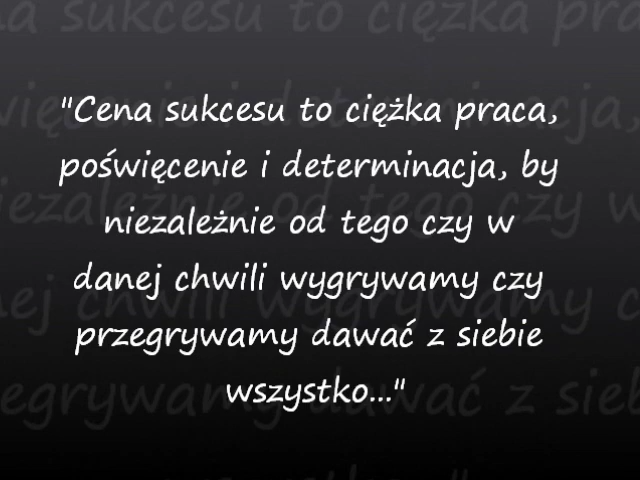 "Cena sukcesu to ciężka praca,
poświęcenie i determinacja, by
niezależnie od tego czy w
danej chwili wygrywamy czy
przegrywamy dawać z siebie
wszystko..."